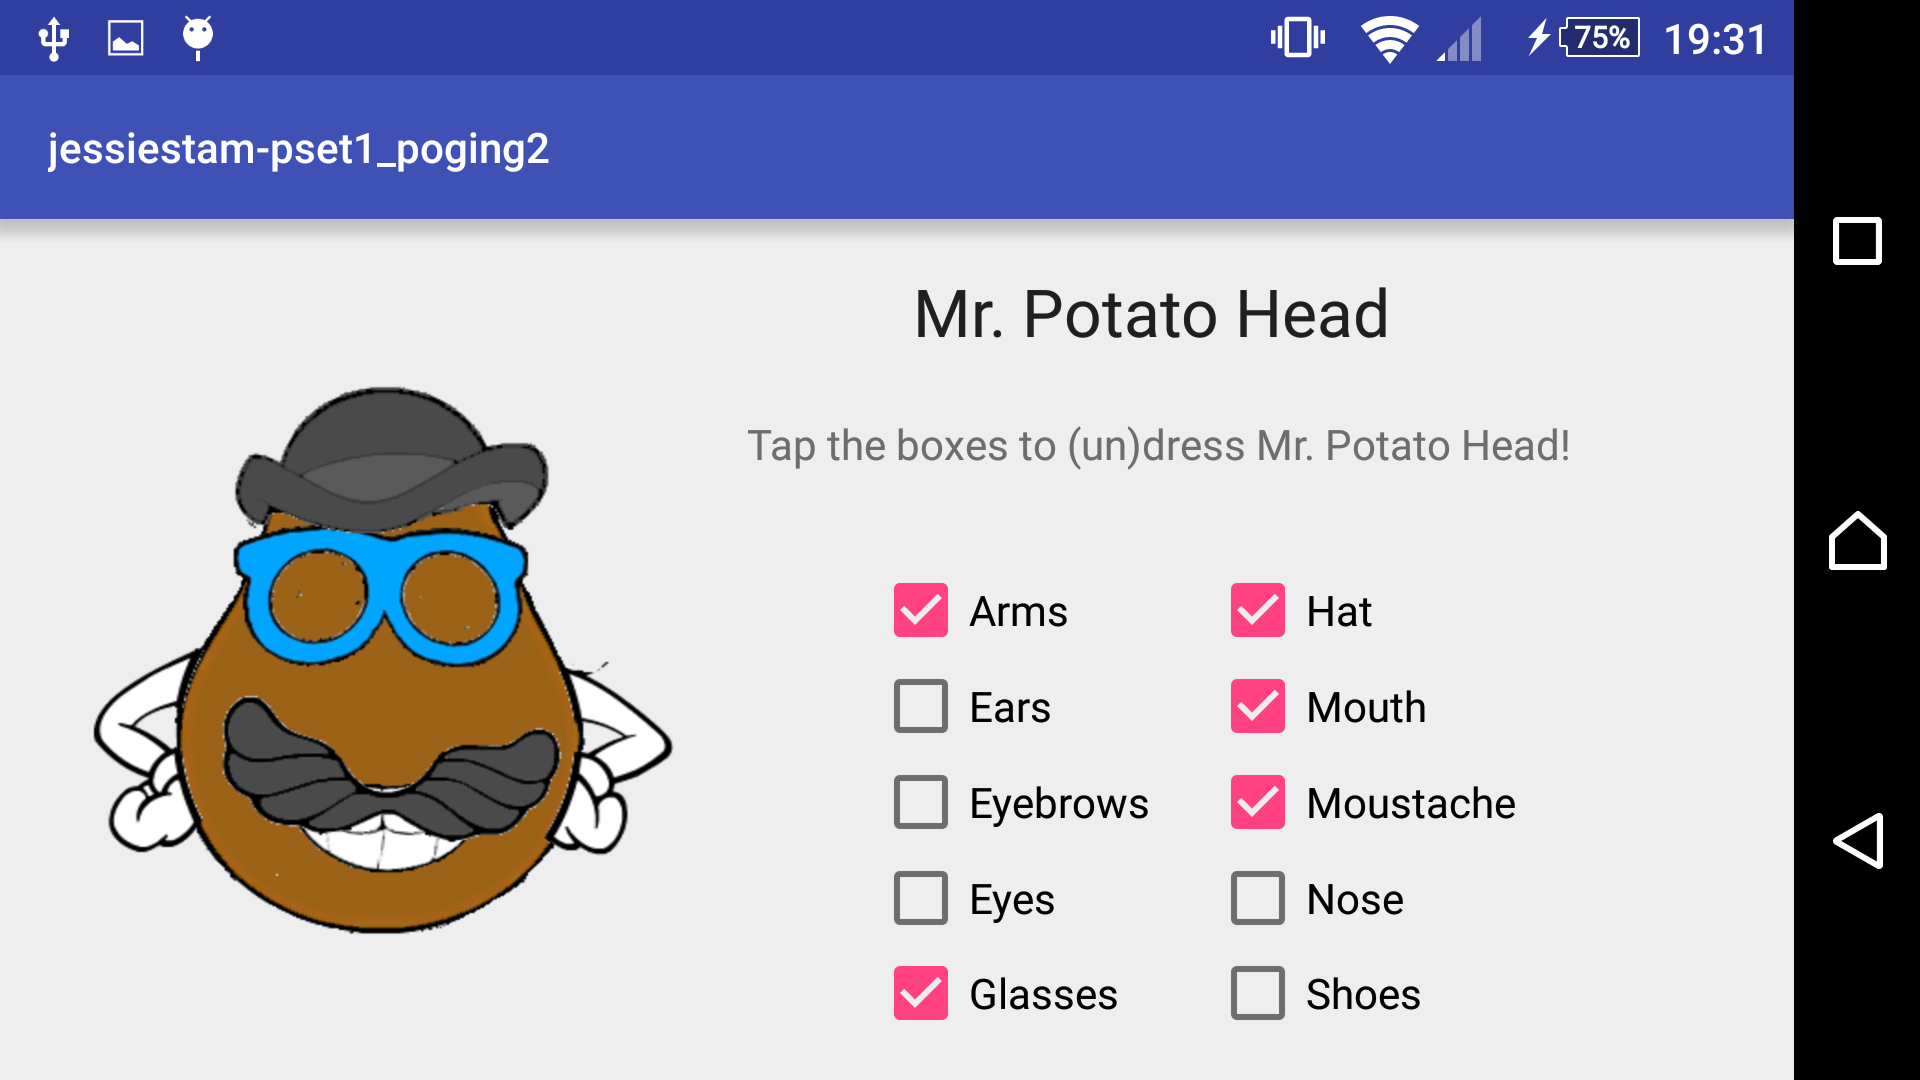 75% 19:31
jessiestam-pset1_poging2
Mr. Potato Head
Tap the boxes to (un)dress Mr. Potato Head!
Arms Hat
Ears Mouth
Eyebrows Moustache
Eyes Nose
Glasses Shoes